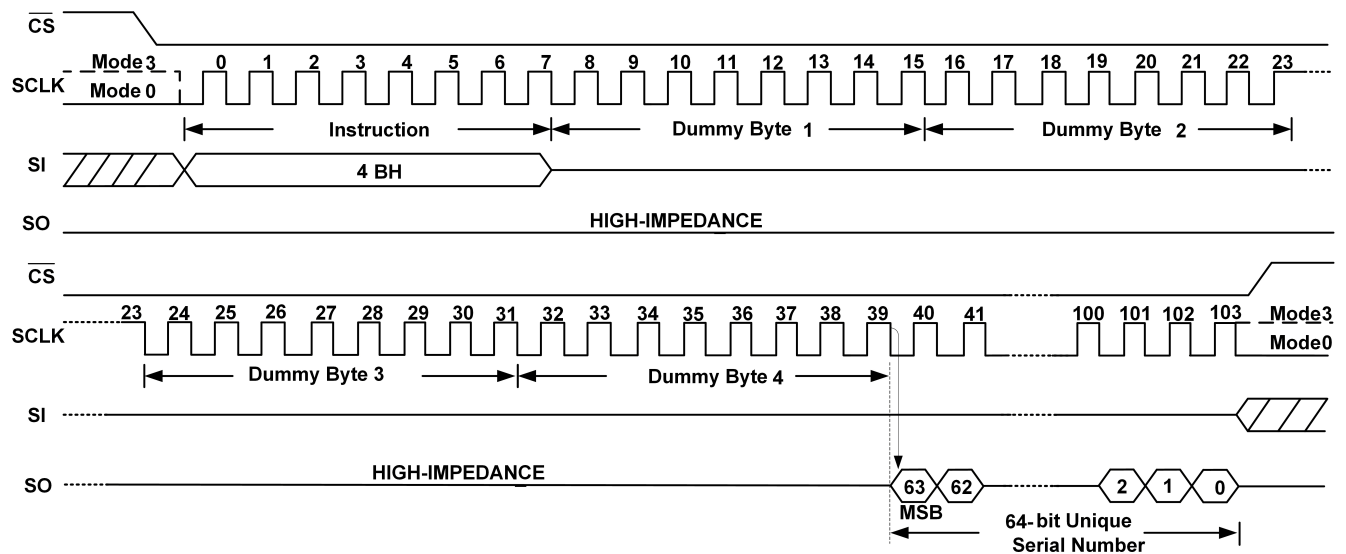 CS
Mode 3
0 1 2 3 4 5 6 7 8 9 10 11 12 13 14 15 16 17 18 19 20 21 22 23
SCLK
Mode 0
Instruction
Dummy Byte 1
Dummy Byte 2
SI
4 BH
SO
HIGH-IMPEDANCE
CS
23 24 25 26 27 28 29 30 31 32 33 34 35 36 37 38 39 40 41 100 101 102 103
Mode3
SCLK
Mode0
Dummy Byte 3
Dummy Byte 4
SI
HIGH-IMPEDANCE
SO
63 62 2 1 0
MSB
64-bit Unique
Serial Number